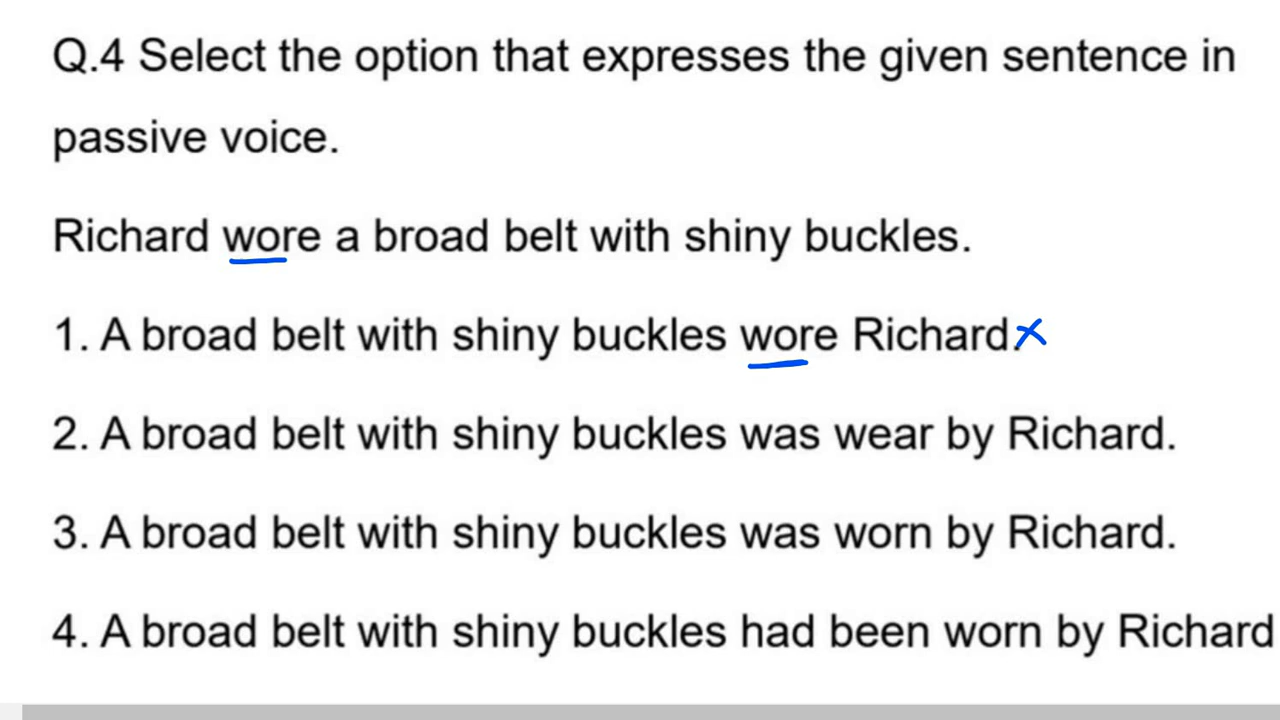 Q.4 Select the option that expresses the given sentence in
passive voice.
Richard wore a broad belt with shiny buckles.
1. A broad belt with shiny buckles wore Richard.
2. A broad belt with shiny buckles was wear by Richard.
3. A broad belt with shiny buckles was worn by Richard.
4. A broad belt with shiny buckles had been worn by Richard